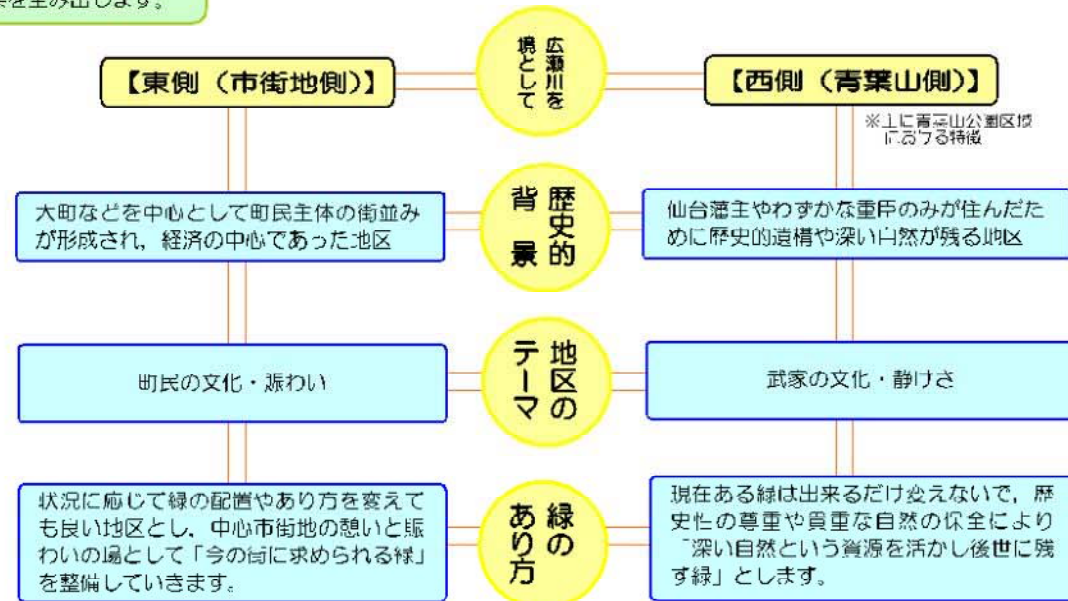 を生み出します。
広瀬川を
境として
【東側（市街地側）】
【西側（青葉山側）】
※主に青葉山公園区域
における特徴
歴史的
背景
大町などを中心として町民主体の街並み
が形成され，経済の中心であった地区
仙台藩主やわずかな重臣のみが住んだた
めに歴史的遺構や深い自然が残る地区
地区の
テーマ
町民の文化・賑わい
武家の文化・静けさ
緑の
あり方
状況に応じて緑の配置やあり方を変えて
も良い地区とし，中心市街地の憩いと賑
わいの場として「今の街に求められる緑」
を整備していきます。
現在ある緑は出来るだけ変えないで，歴
史性の尊重や貴重な自然の保全により
「深い自然という資源を活かし後世に残
す緑」とします。